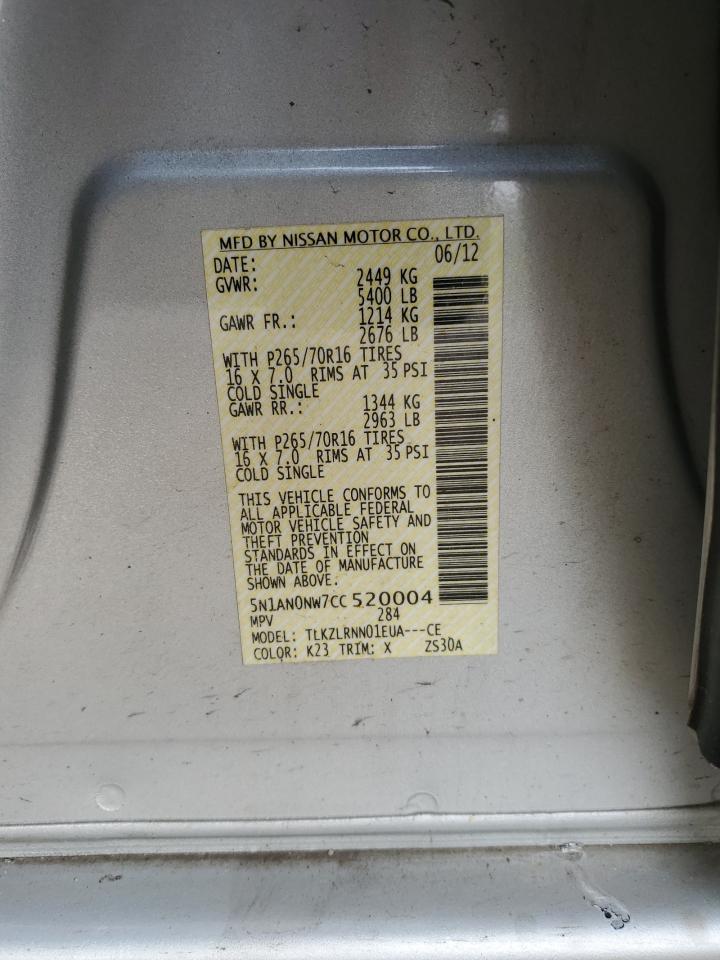 MFD BY NISSAN MOTOR CO., LTD.
DATE: 06/12
GVWR: 2449 KG
5400 LB
GAWR FR.: 1214 KG
2676 LB
WITH P265/70R16 TIRES
16 X 7.0 RIMS AT 35 PSI
COLD SINGLE
GAWR RR.: 1344 KG
2963 LB
WITH P265/70R16 TIRES
16 X 7.0 RIMS AT 35 PSI
COLD SINGLE
THIS VEHICLE CONFORMS TO
ALL APPLICABLE FEDERAL
MOTOR VEHICLE SAFETY AND
THEFT PREVENTION
STANDARDS IN EFFECT ON
THE DATE OF MANUFACTURE
SHOWN ABOVE.
5N1AN0NW7CC520004
MPV 284
MODEL: TLKZLRNN01EUA---CE
COLOR: K23 TRIM: X ZS30A